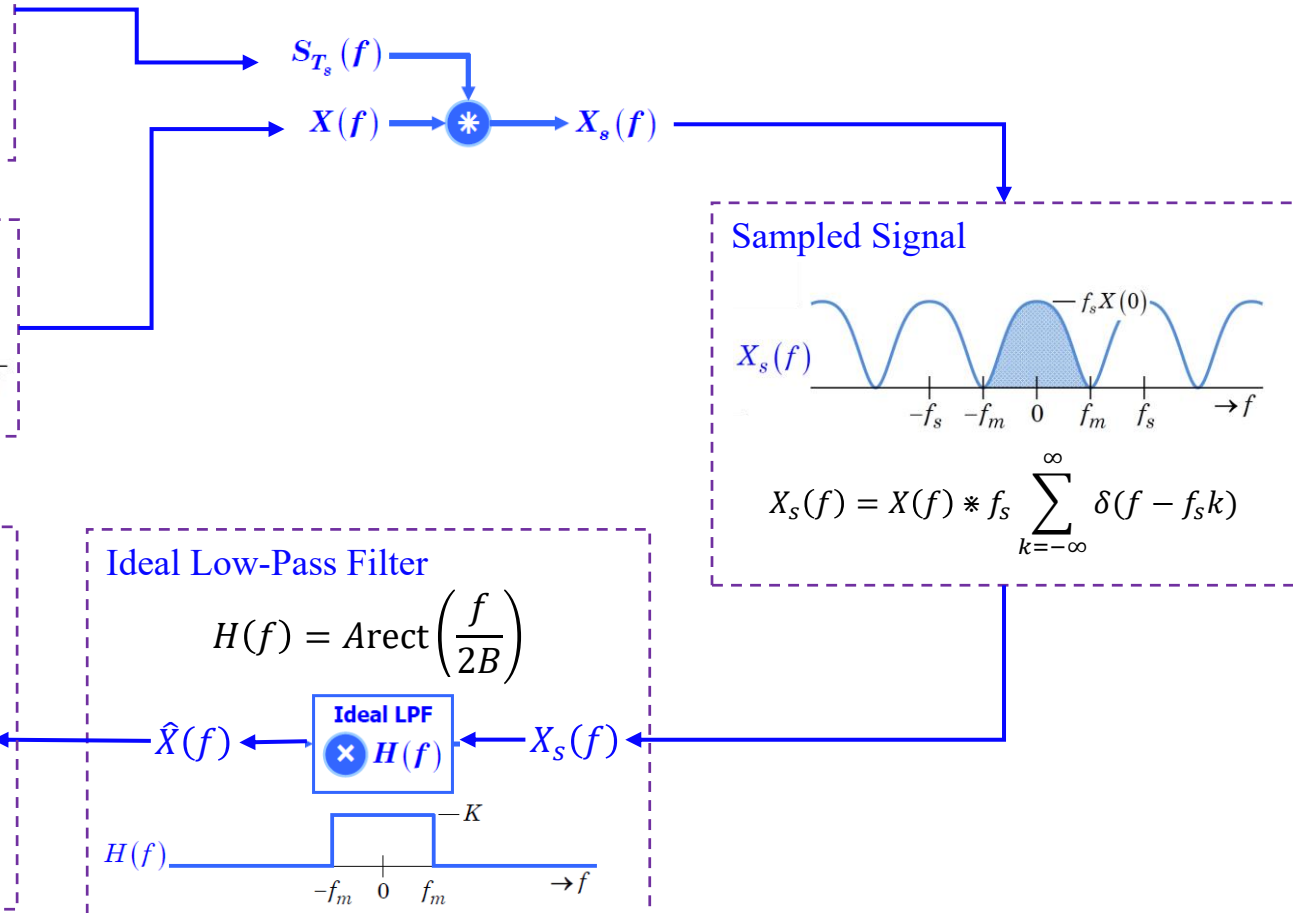 S_{T_s}(f)
X(f) * X_s(f)
Sampled Signal
f_s X(0)
X_s(f)
−f_s −f_m 0 f_m f_s → f
X_s(f) = X(f) * f_s ∑_{k=−∞}^{∞} δ(f − f_s k)
Ideal Low-Pass Filter
H(f) = A rect(f / 2B)
Ideal LPF
X̂(f) × H(f) X_s(f)
K
H(f)
−f_m 0 f_m → f